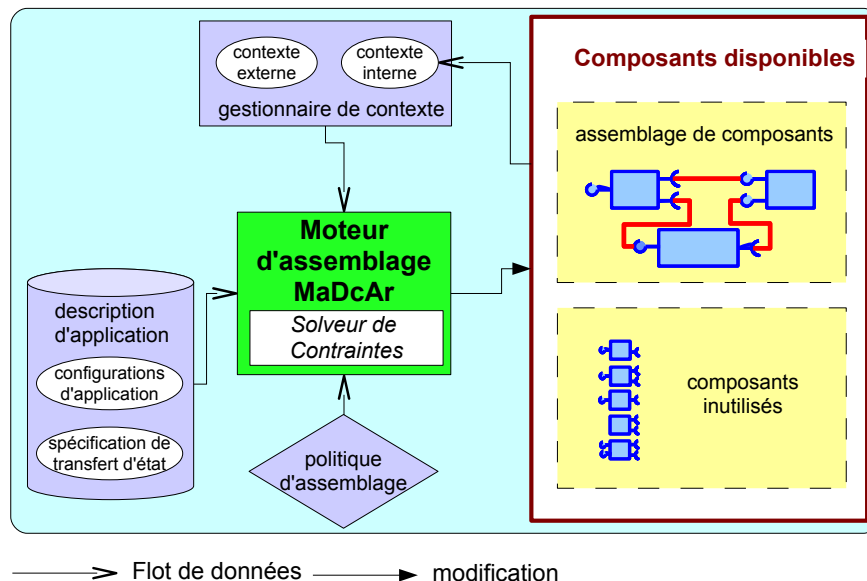 contexte
externe
contexte
interne
gestionnaire de contexte
Composants disponibles
assemblage de composants
Moteur
d'assemblage
MaDcAr
Solveur de
Contraintes
description
d'application
configurations
d'application
spécification de
transfert d'état
politique
d'assemblage
composants
inutilisés
Flot de données
modification